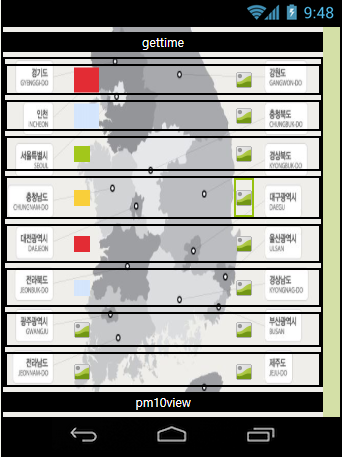 9:48
gettime
경기도
GYEONGGI-DO
강원도
GANGWON-DO
인천
INCHEON
충청북도
CHUNGBUK-DO
서울특별시
SEOUL
경상북도
KYONGBUK-DO
충청남도
CHUNGNAM-DO
대구광역시
DAEGU
대전광역시
DAEJEON
울산광역시
ULSAN
전라북도
JEONBUK-DO
경상남도
KYONGNAG-DO
광주광역시
GWANGJU
부산광역시
BUSAN
전라남도
JEONNAM-DO
제주도
JEJU-DO
pm10view